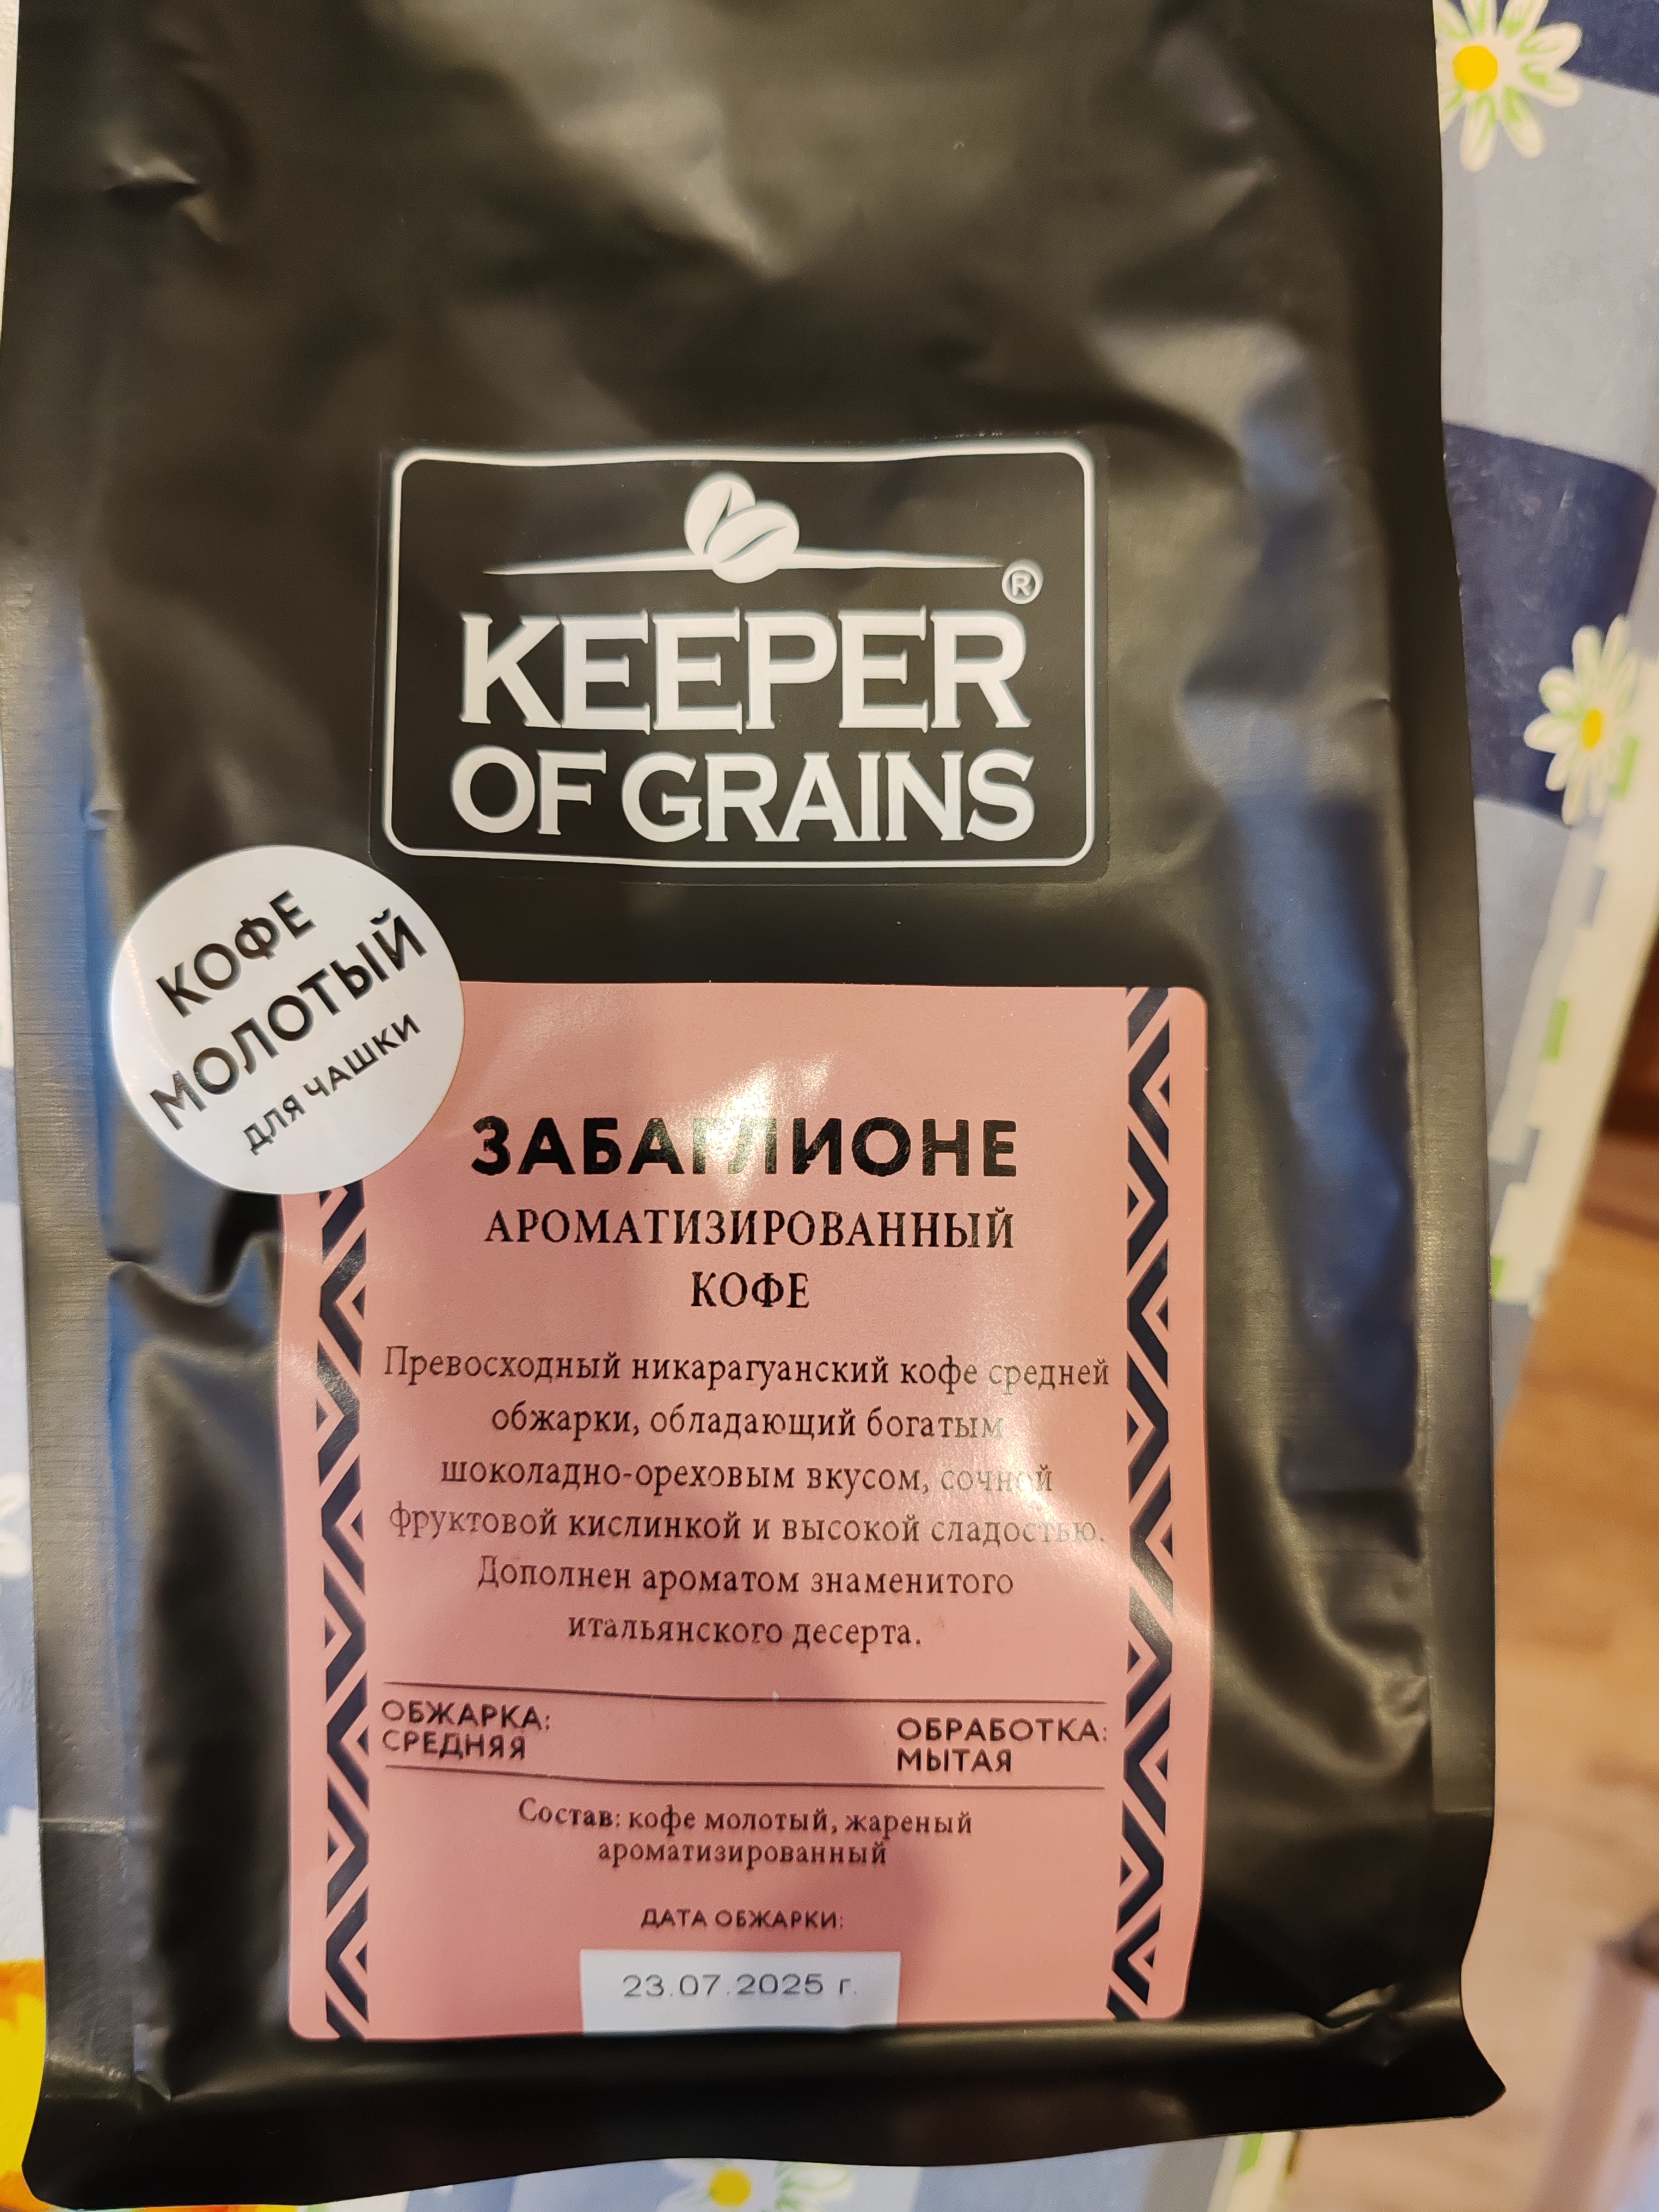 ®
KEEPER
OF GRAINS
КОФЕ
МОЛОТЫЙ
ДЛЯ ЧАШКИ
ЗАБАГЛИОНЕ
АРОМАТИЗИРОВАННЫЙ
КОФЕ
Превосходный никарагуанский кофе средней
обжарки, обладающий богатым
шоколадно-ореховым вкусом, сочной
фруктовой кислинкой и высокой сладостью.
Дополнен ароматом знаменитого
итальянского десерта.
ОБЖАРКА:
СРЕДНЯЯ
ОБРАБОТКА:
МЫТАЯ
Состав: кофе молотый, жареный
ароматизированный
ДАТА ОБЖАРКИ:
23.07.2025 г.